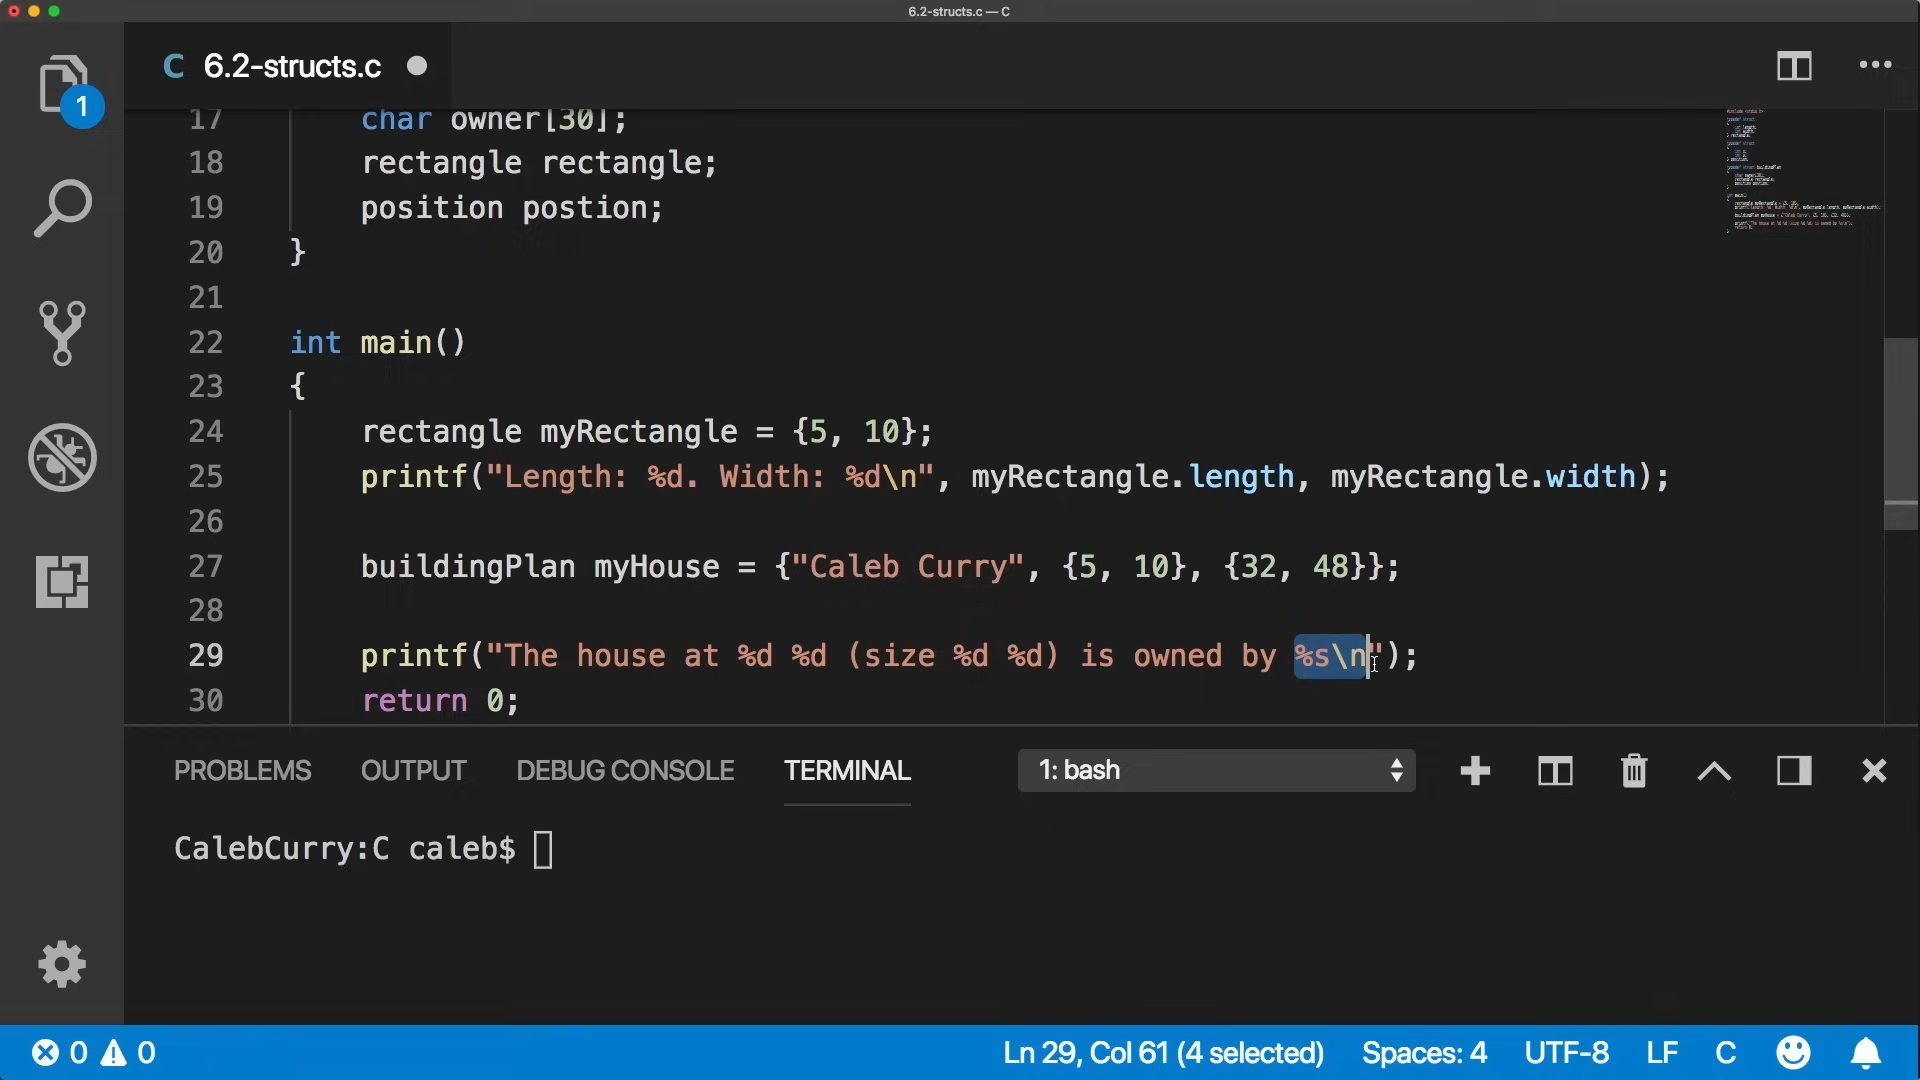 6.2-structs.c — C
C 6.2-structs.c
1
17 char owner[30];
18 rectangle rectangle;
19 position postion;
20 }
21
22 int main()
23 {
24 rectangle myRectangle = {5, 10};
25 printf("Length: %d. Width: %d\n", myRectangle.length, myRectangle.width);
26
27 buildingPlan myHouse = {"Caleb Curry", {5, 10}, {32, 48}};
28
29 printf("The house at %d %d (size %d %d) is owned by %s\n");
30 return 0;
PROBLEMS OUTPUT DEBUG CONSOLE TERMINAL 1: bash
CalebCurry:C caleb$
0 0 Ln 29, Col 61 (4 selected) Spaces: 4 UTF-8 LF C